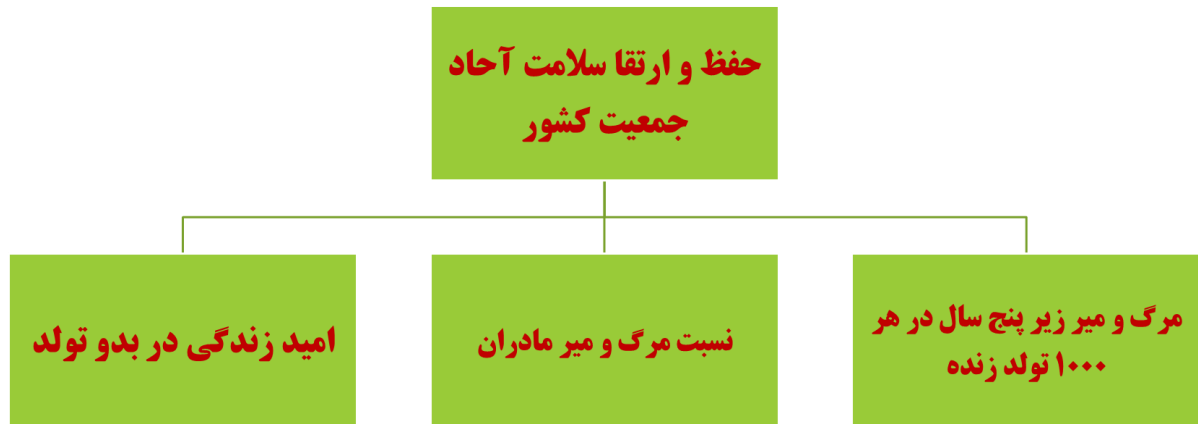 حفظ و ارتقا سلامت آحاد
جمعیت کشور
مرگ و میر زیر پنج سال در هر
۱۰۰۰ تولد زنده
نسبت مرگ و میر مادران
امید زندگی در بدو تولد